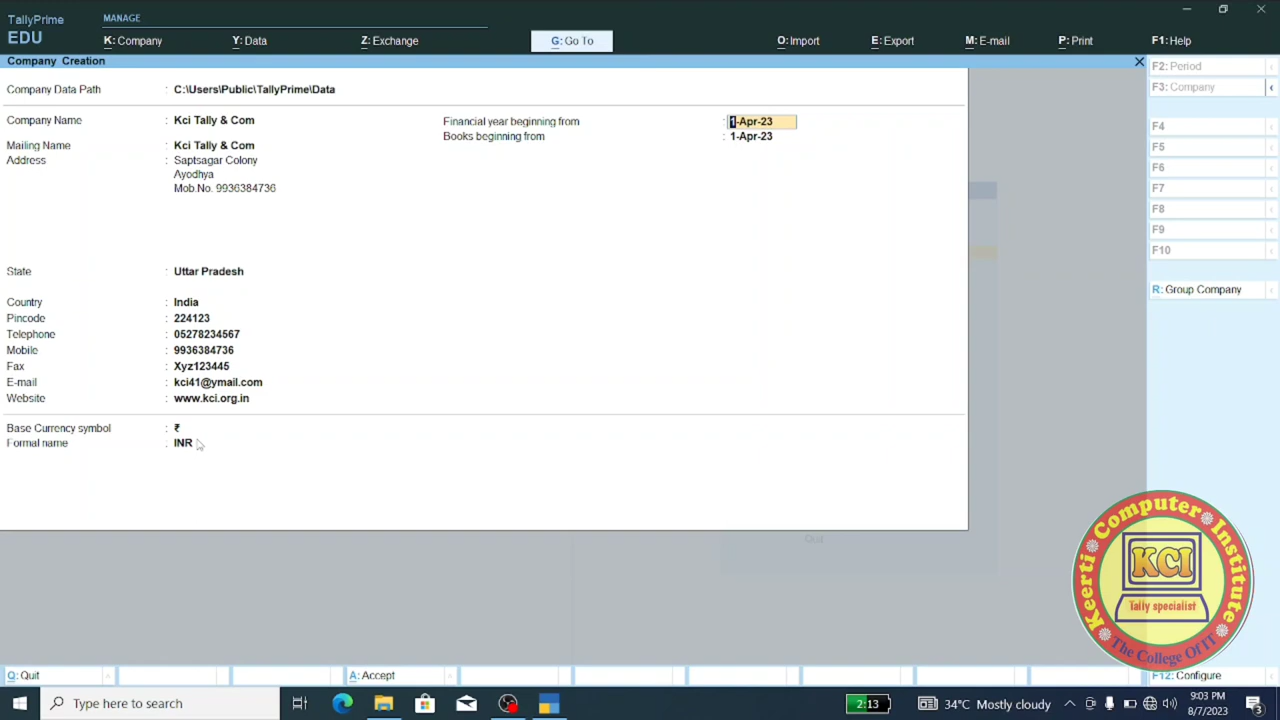 TallyPrime
EDU
MANAGE
K: Company
Y: Data
Z: Exchange
G: Go To
O: Import
E: Export
M: E-mail
P: Print
F1: Help
Company Creation
Company Data Path : C:\Users\Public\TallyPrime\Data
Company Name : Kci Tally & Com
Financial year beginning from : 1-Apr-23
Books beginning from : 1-Apr-23
Mailing Name : Kci Tally & Com
Address : Saptsagar Colony
Ayodhya
Mob.No. 9936384736
State : Uttar Pradesh
Country : India
Pincode : 224123
Telephone : 05278234567
Mobile : 9936384736
Fax : Xyz123445
E-mail : kci41@ymail.com
Website : www.kci.org.in
Base Currency symbol : ₹
Formal name : INR
Quit
F2: Period
F3: Company
F4
F5
F6
F7
F8
F9
F10
R: Group Company
Keerti Computer Institute
KCI
Tally specialist
The College Of IT
Q: Quit
A: Accept
F12: Configure
Type here to search
2:13
34°C Mostly cloudy
9:03 PM
8/7/2023
3